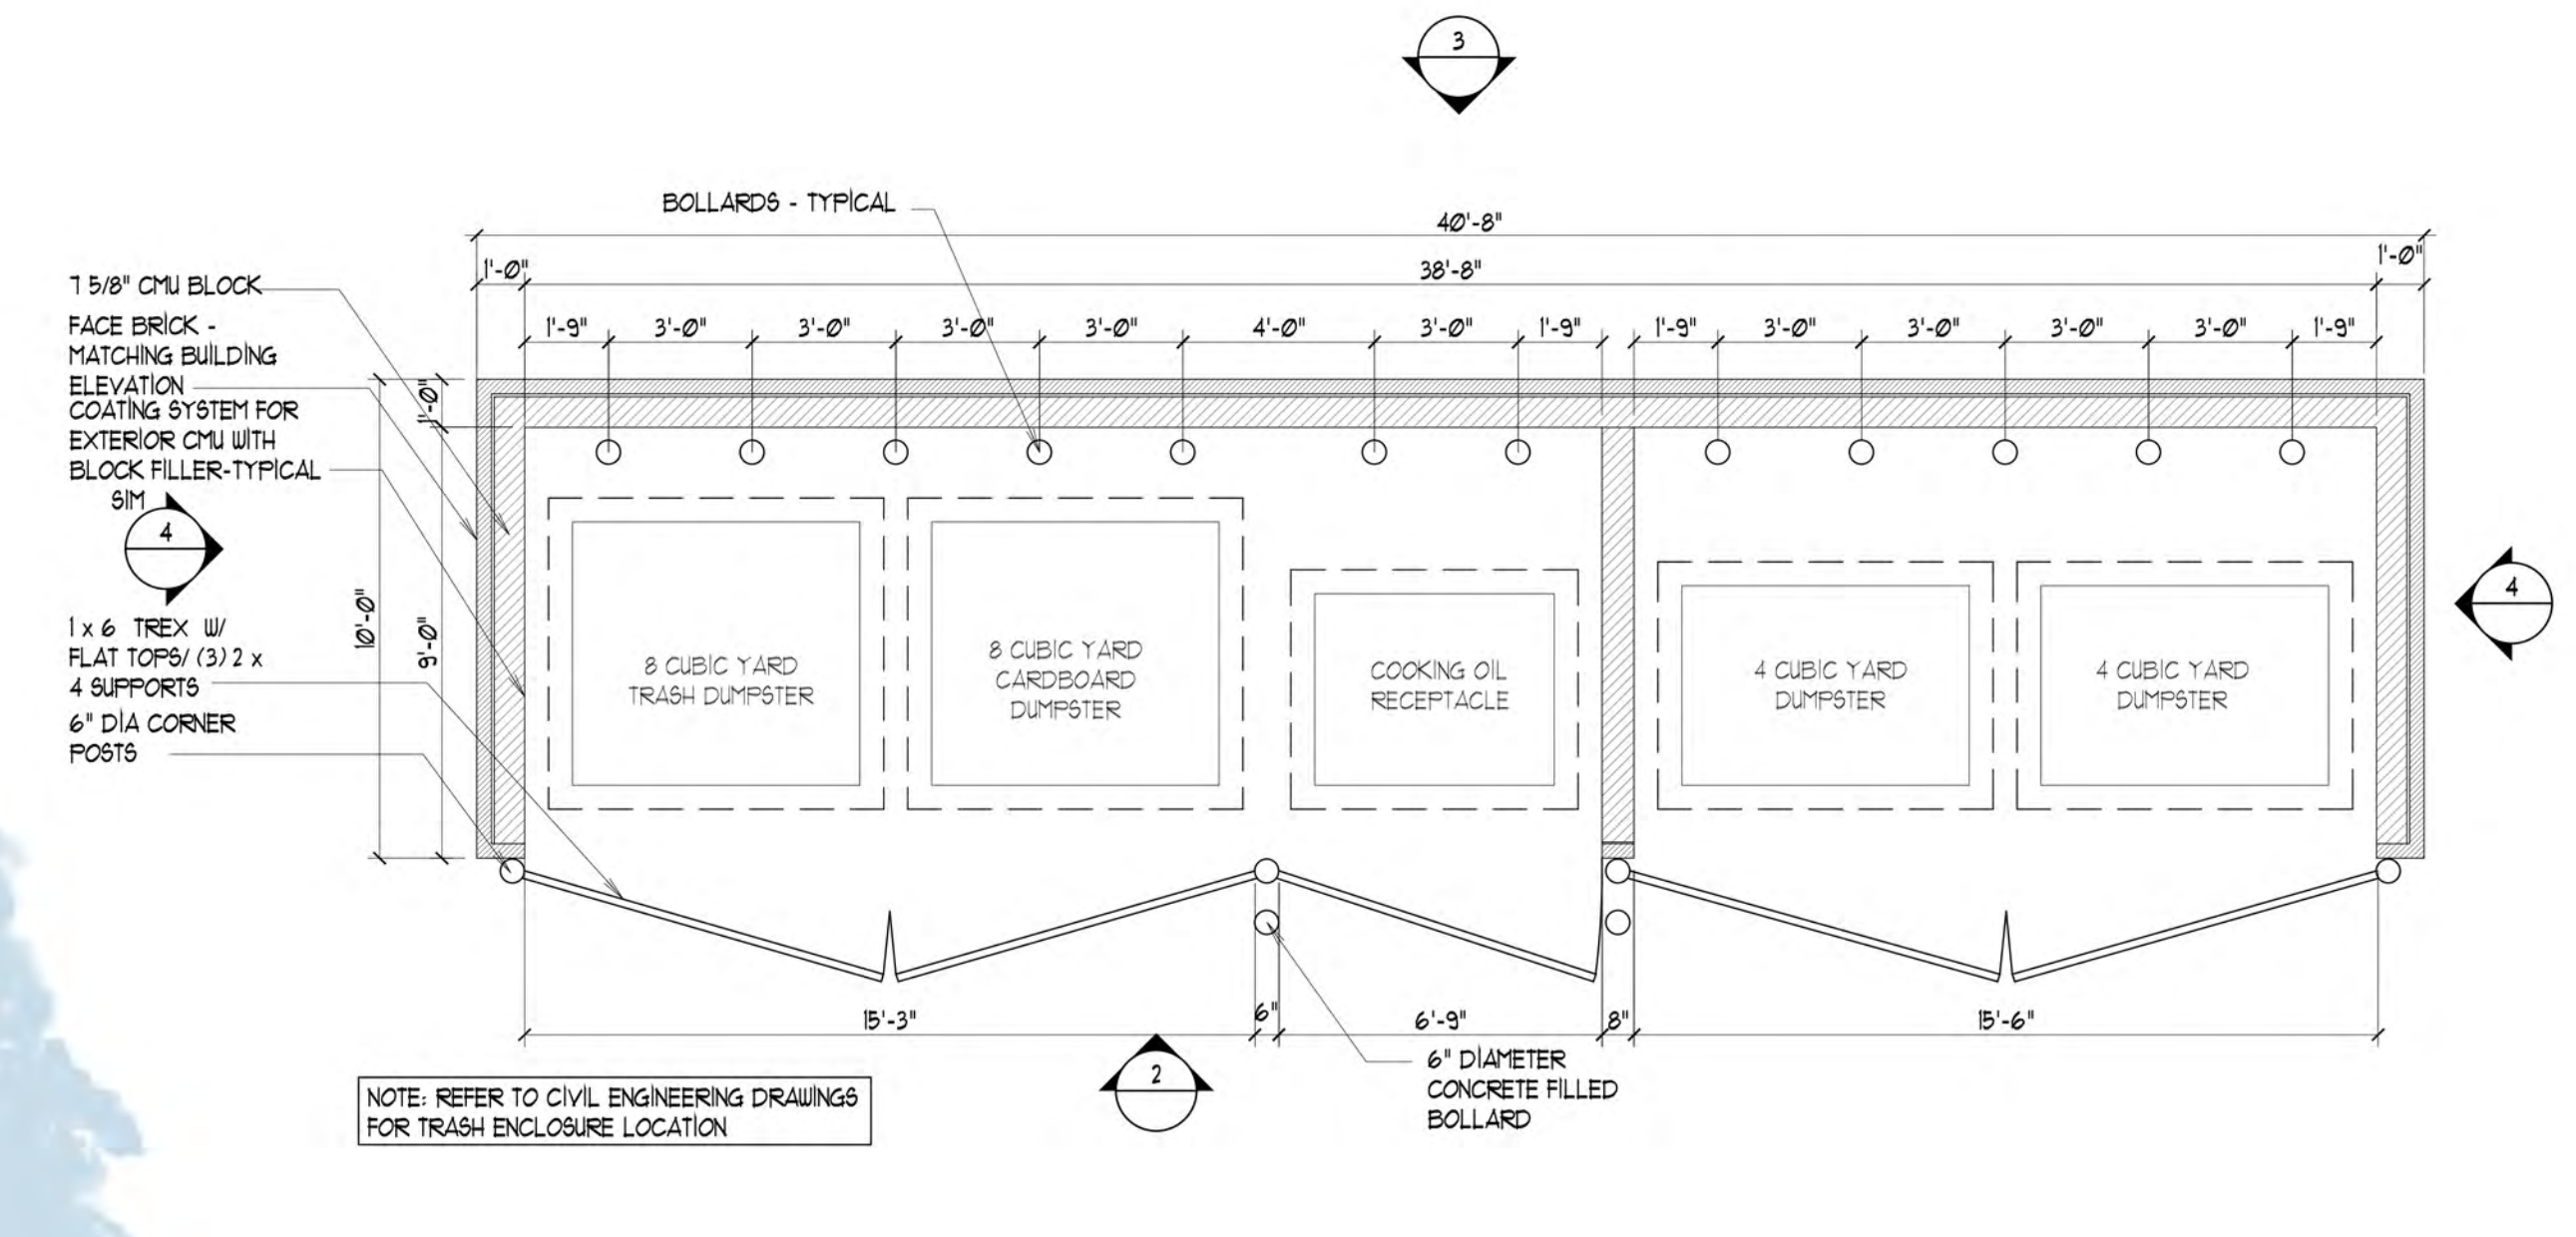 3
BOLLARDS - TYPICAL
40'-8"
1'-0"
38'-8"
1'-0"
1'-9"
3'-0"
3'-0"
3'-0"
3'-0"
4'-0"
3'-0"
1'-9"
1'-9"
3'-0"
3'-0"
3'-0"
3'-0"
1'-9"
7 5/8" CMU BLOCK
FACE BRICK -
MATCHING BUILDING
ELEVATION
COATING SYSTEM FOR
EXTERIOR CMU WITH
BLOCK FILLER-TYPICAL
SIM
4
1 x 6 TREX W/
FLAT TOPS/ (3) 2 x
4 SUPPORTS
6" DIA CORNER
POSTS
1'-0"
10'-0"
9'-0"
8 CUBIC YARD
TRASH DUMPSTER
8 CUBIC YARD
CARDBOARD
DUMPSTER
COOKING OIL
RECEPTACLE
4 CUBIC YARD
DUMPSTER
4 CUBIC YARD
DUMPSTER
4
15'-3"
6"
6'-9"
8"
15'-6"
2
6" DIAMETER
CONCRETE FILLED
BOLLARD
NOTE: REFER TO CIVIL ENGINEERING DRAWINGS
FOR TRASH ENCLOSURE LOCATION